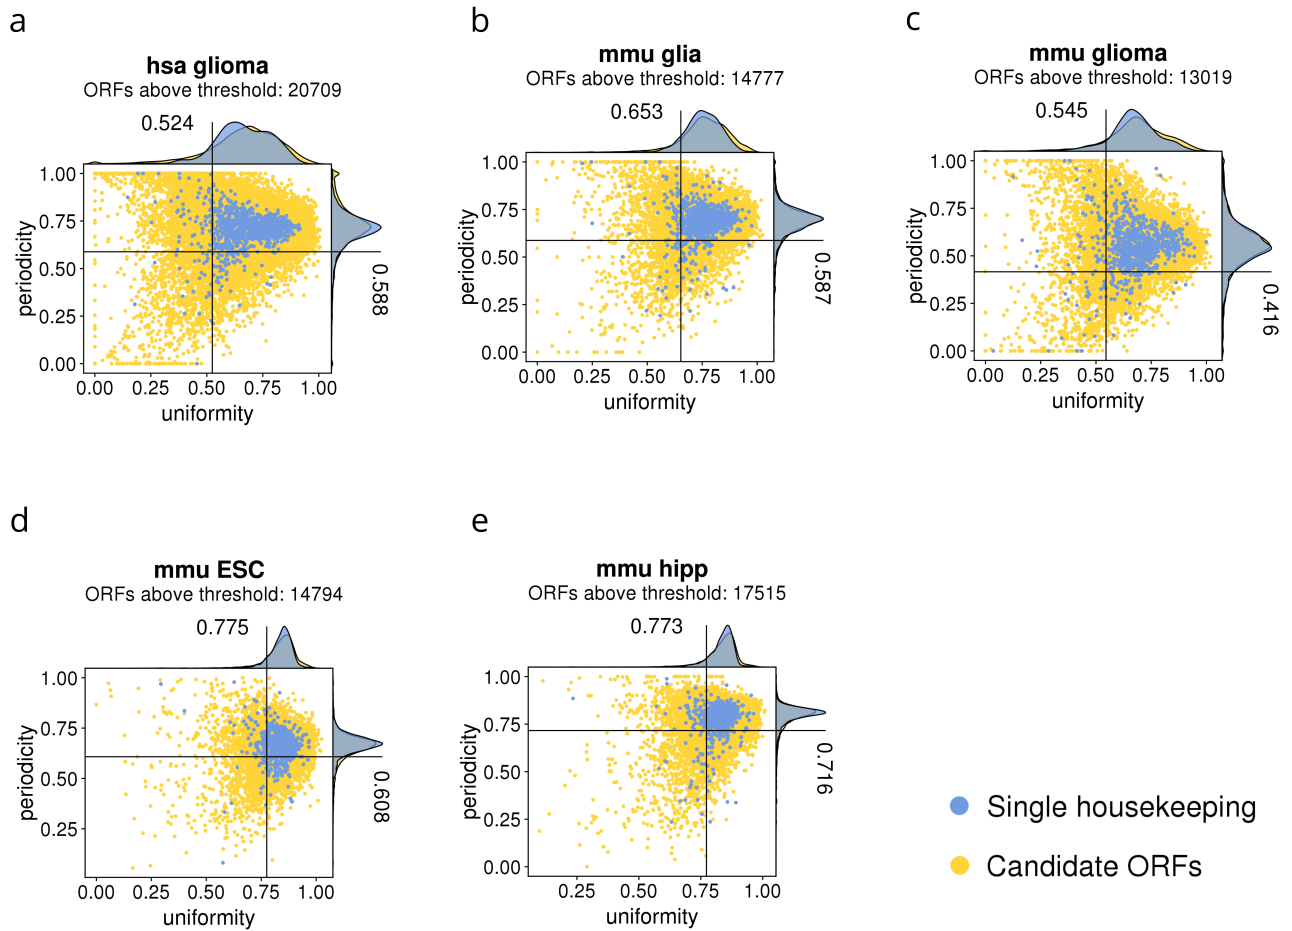 a
hsa glioma
ORFs above threshold: 20709
0.524
1.00
0.75
0.50
0.25
0.00
periodicity
0.588
0.00 0.25 0.50 0.75 1.00
uniformity
b
mmu glia
ORFs above threshold: 14777
0.653
1.00
0.75
0.50
0.25
0.00
periodicity
0.587
0.00 0.25 0.50 0.75 1.00
uniformity
c
mmu glioma
ORFs above threshold: 13019
0.545
1.00
0.75
0.50
0.25
0.00
periodicity
0.416
0.00 0.25 0.50 0.75 1.00
uniformity
d
mmu ESC
ORFs above threshold: 14794
0.775
1.00
0.75
0.50
0.25
periodicity
0.608
0.00 0.25 0.50 0.75 1.00
uniformity
e
mmu hipp
ORFs above threshold: 17515
0.773
1.00
0.75
0.50
0.25
0.00
periodicity
0.716
0.25 0.50 0.75 1.00
uniformity
Single housekeeping
Candidate ORFs